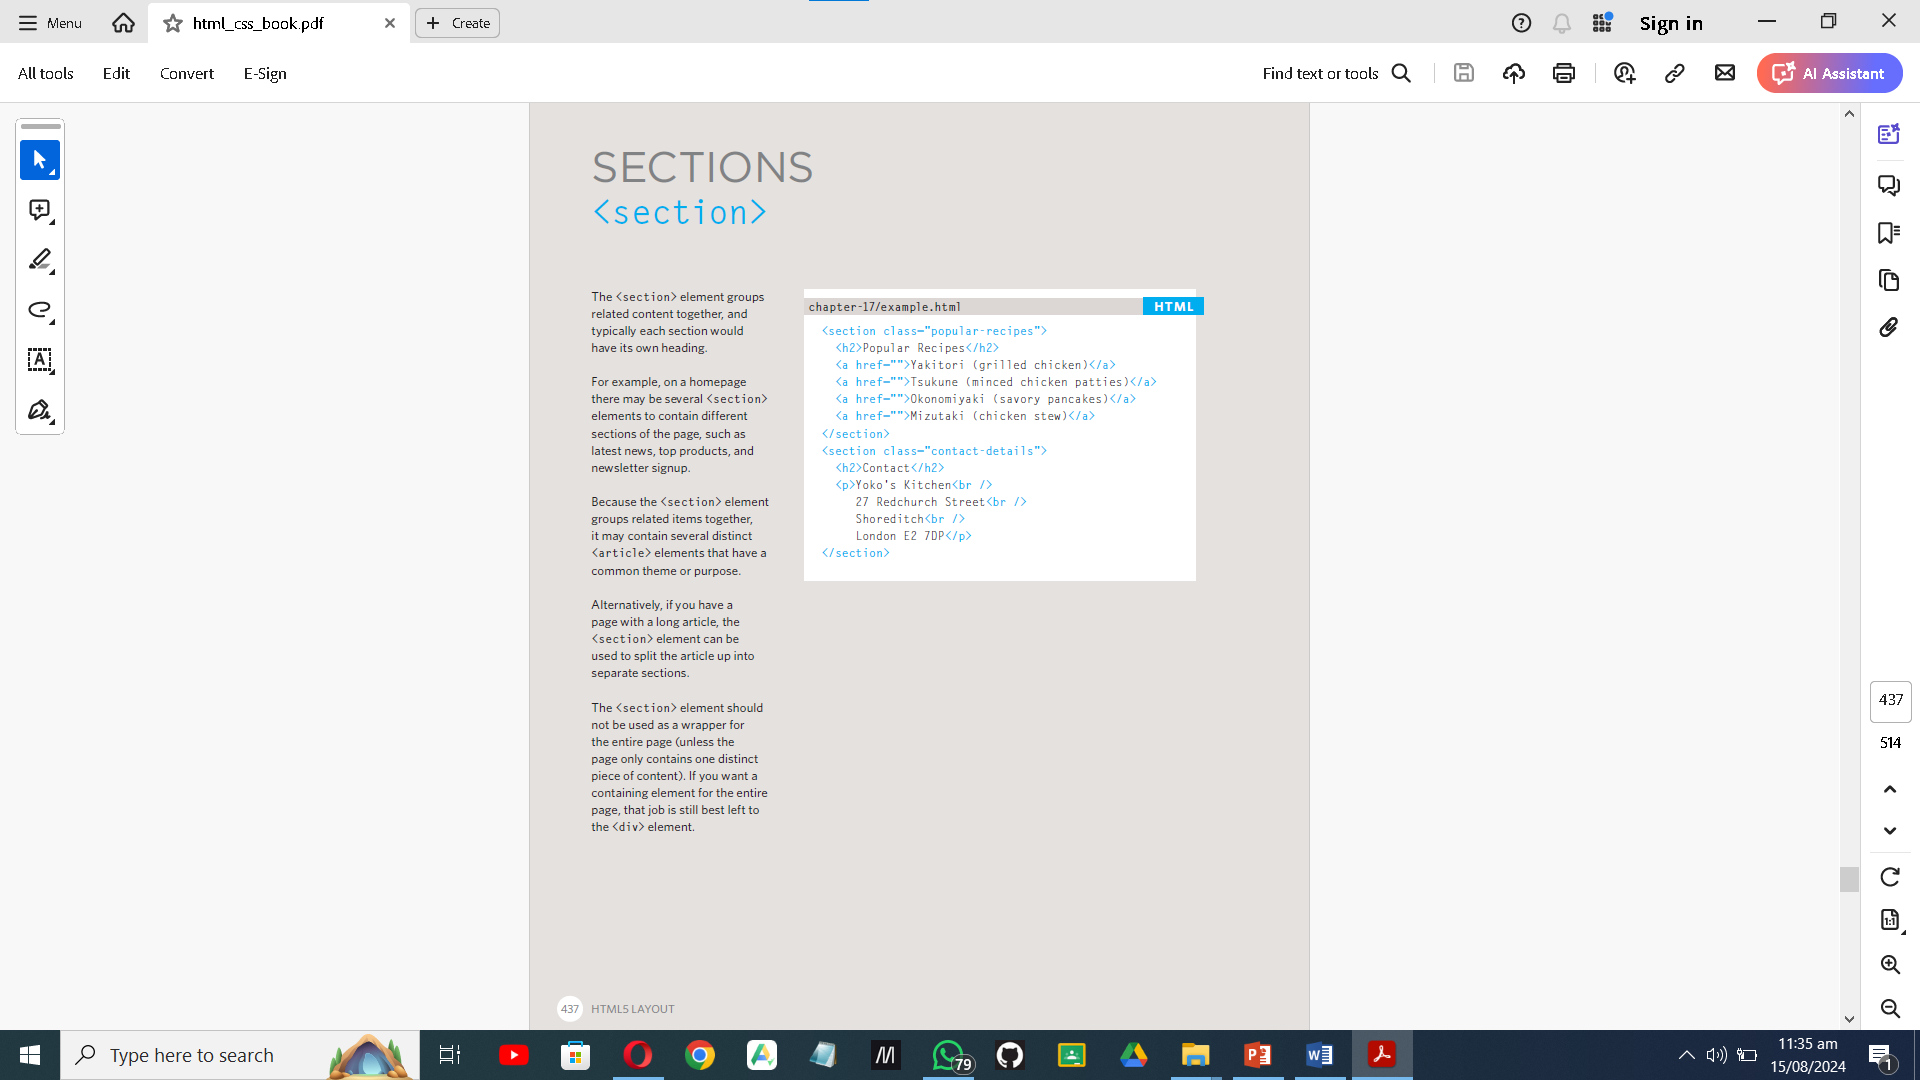 Menu
html_css_book.pdf
Create
Sign in
All tools
Edit
Convert
E-Sign
Find text or tools
AI Assistant
SECTIONS
<section>
The <section> element groups
related content together, and
typically each section would
have its own heading.
For example, on a homepage
there may be several <section>
elements to contain different
sections of the page, such as
latest news, top products, and
newsletter signup.
Because the <section> element
groups related items together,
it may contain several distinct
<article> elements that have a
common theme or purpose.
Alternatively, if you have a
page with a long article, the
<section> element can be
used to split the article up into
separate sections.
The <section> element should
not be used as a wrapper for
the entire page (unless the
page only contains one distinct
piece of content). If you want a
containing element for the entire
page, that job is still best left to
the <div> element.
chapter-17/example.html
HTML
<section class="popular-recipes">
<h2>Popular Recipes</h2>
<a href="">Yakitori (grilled chicken)</a>
<a href="">Tsukune (minced chicken patties)</a>
<a href="">Okonomiyaki (savory pancakes)</a>
<a href="">Mizutaki (chicken stew)</a>
</section>
<section class="contact-details">
<h2>Contact</h2>
<p>Yoko's Kitchen<br />
27 Redchurch Street<br />
Shoreditch<br />
London E2 7DP</p>
</section>
437 HTML5 LAYOUT
437
514
1:1
Type here to search
79
11:35 am
15/08/2024
1